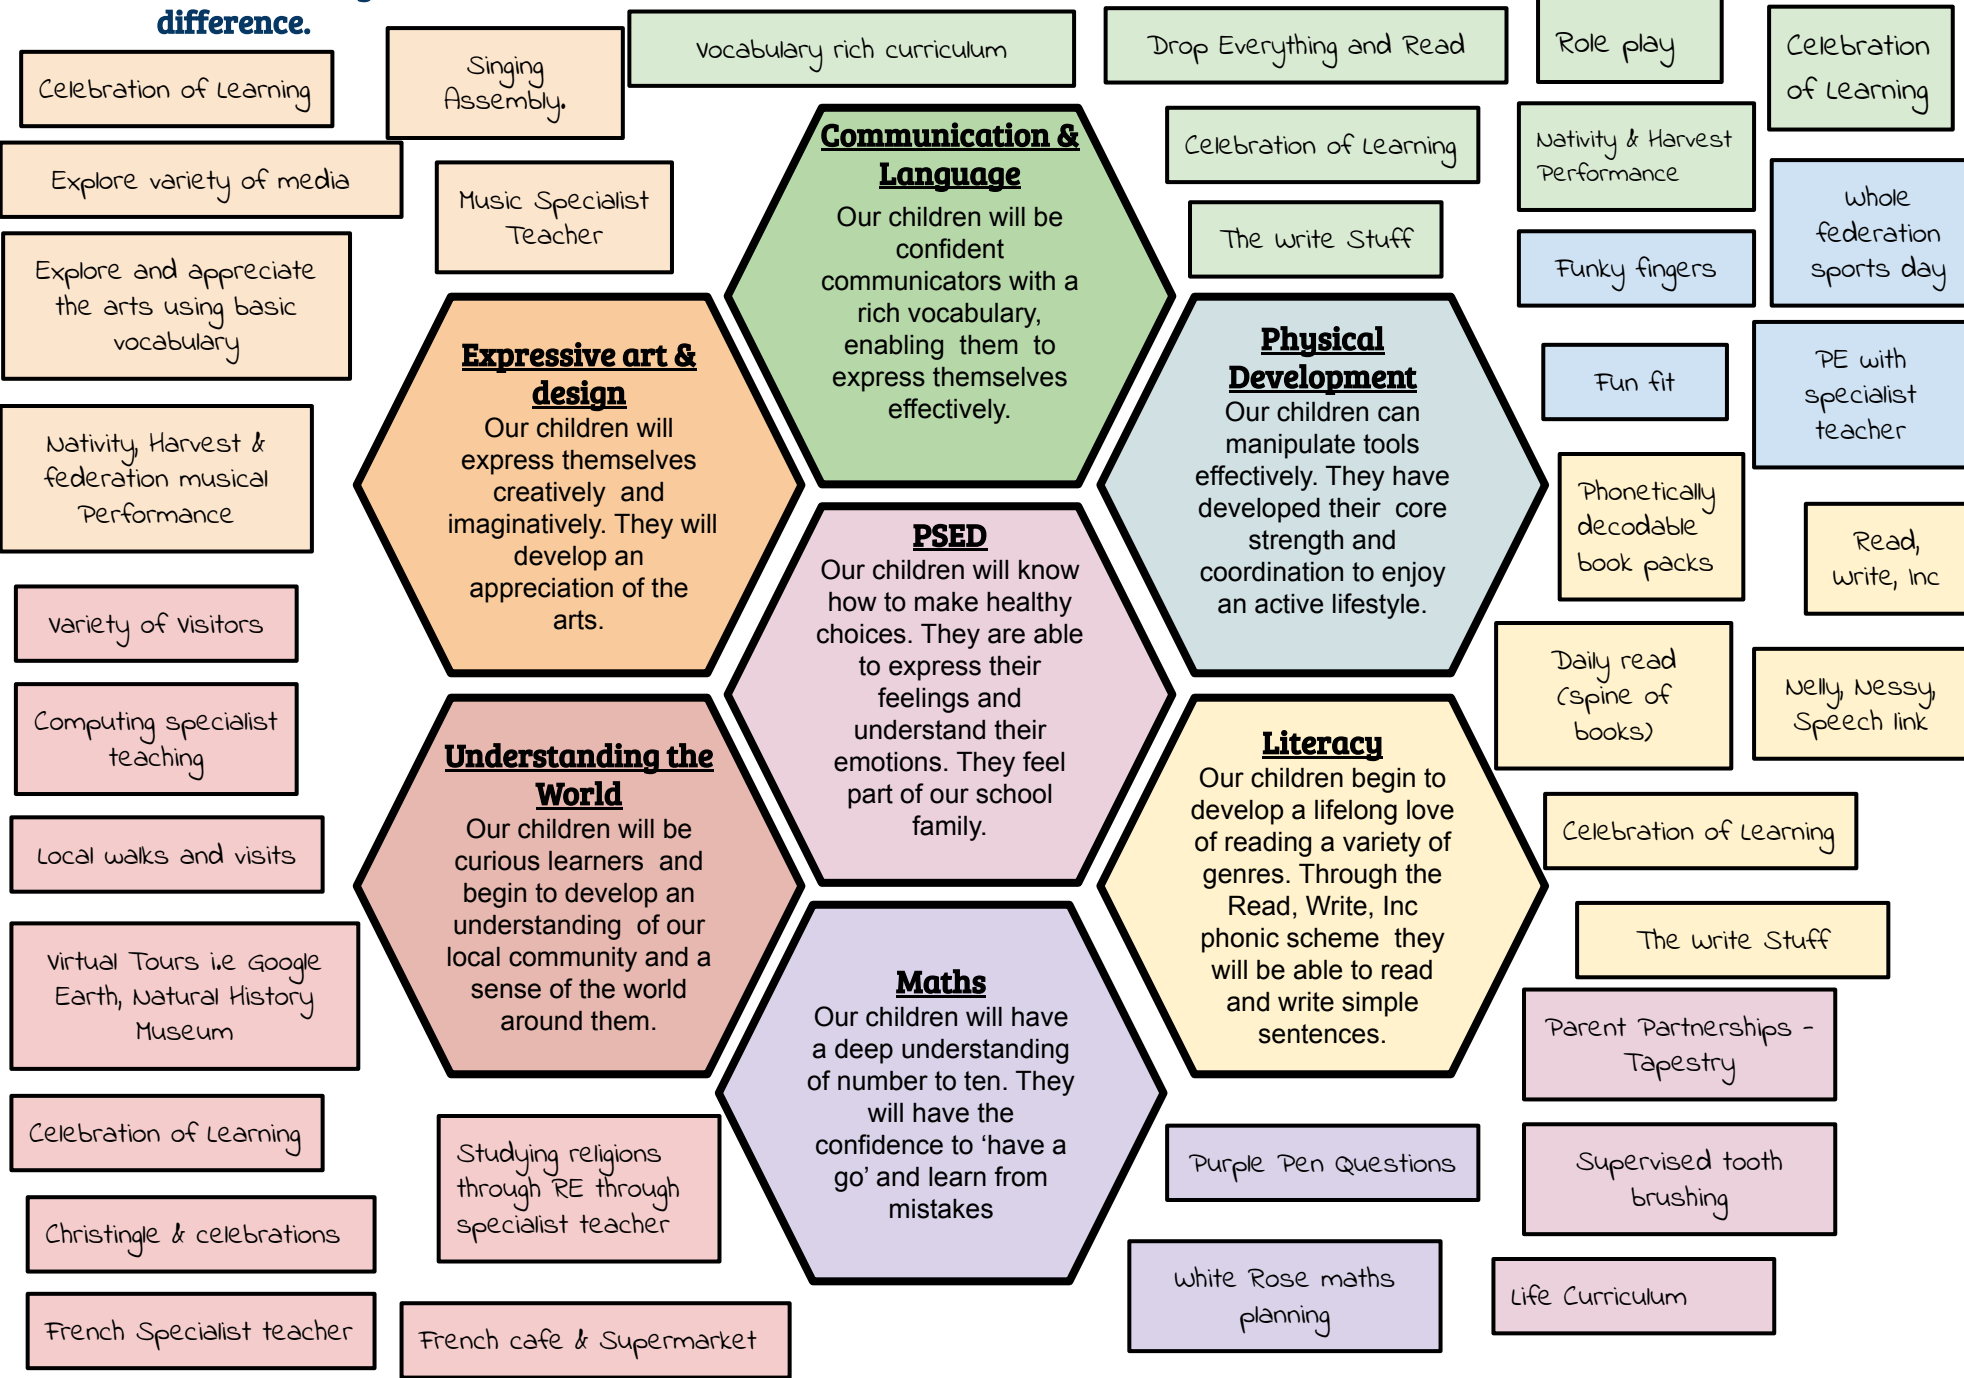 difference.
Celebration of Learning
Singing
Assembly.
Vocabulary rich curriculum
Drop Everything and Read
Role play
Celebration
of Learning
Explore variety of media
Music Specialist
Teacher
Explore and appreciate
the arts using basic
vocabulary
Nativity, Harvest &
federation musical
Performance
Celebration of Learning
The Write Stuff
Nativity & Harvest
Performance
Whole
federation
sports day
Funky fingers
Fun fit
PE with
specialist
teacher
Communication &
Language
Our children will be
confident
communicators with a
rich vocabulary,
enabling them to
express themselves
effectively.
Expressive art &
design
Our children will
express themselves
creatively and
imaginatively. They will
develop an
appreciation of the
arts.
Physical
Development
Our children can
manipulate tools
effectively. They have
developed their core
strength and
coordination to enjoy
an active lifestyle.
PSED
Our children will know
how to make healthy
choices. They are able
to express their
feelings and
understand their
emotions. They feel
part of our school
family.
Phonetically
decodable
book packs
Read,
Write, Inc
Daily read
(spine of
books)
Nelly, Nessy,
Speech link
Variety of Visitors
Computing specialist
teaching
Local walks and visits
Virtual Tours i.e Google
Earth, Natural History
Museum
Celebration of Learning
Christingle & celebrations
French Specialist teacher
Studying religions
through RE through
specialist teacher
French cafe & Supermarket
Understanding the
World
Our children will be
curious learners and
begin to develop an
understanding of our
local community and a
sense of the world
around them.
Literacy
Our children begin to
develop a lifelong love
of reading a variety of
genres. Through the
Read, Write, Inc
phonic scheme they
will be able to read
and write simple
sentences.
Maths
Our children will have
a deep understanding
of number to ten. They
will have the
confidence to ‘have a
go’ and learn from
mistakes
Celebration of Learning
The Write Stuff
Parent Partnerships -
Tapestry
Purple Pen Questions
Supervised tooth
brushing
White Rose maths
planning
Life Curriculum